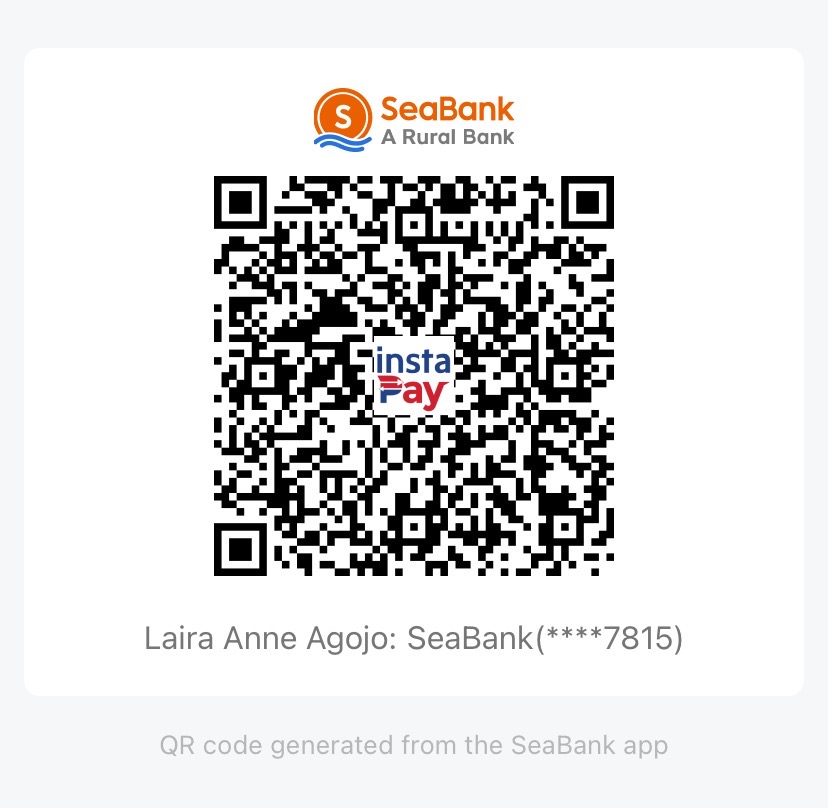 SeaBank
A Rural Bank
insta
Pay
Laira Anne Agojo: SeaBank(****7815)
QR code generated from the SeaBank app